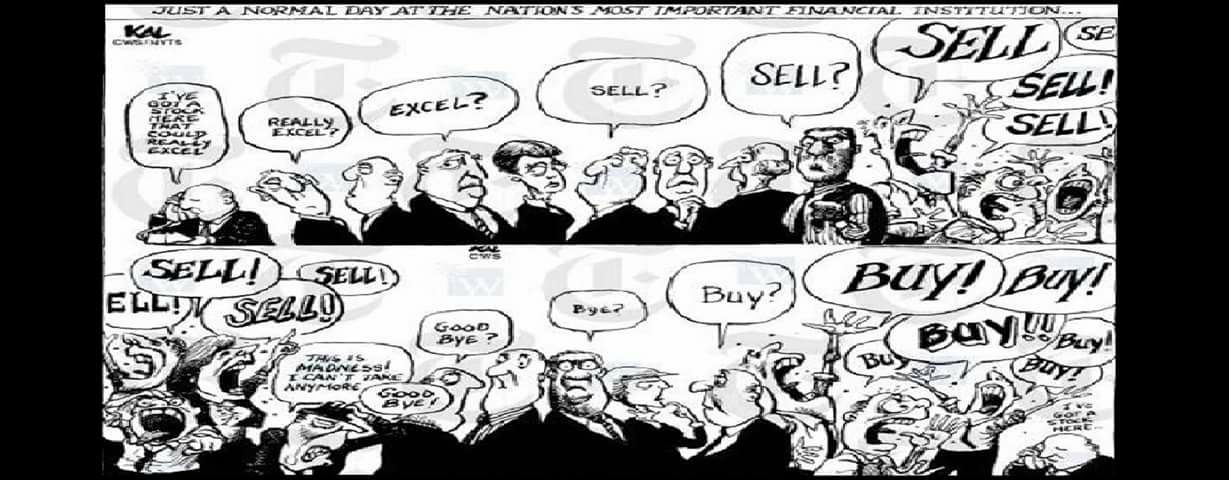 JUST A NORMAL DAY AT THE NATION'S MOST IMPORTANT FINANCIAL INSTITUTION...
KAL
CWS/NYTS
I'VE
GOT A
STOCK
HERE
THAT
COULD
REALLY
EXCEL
REALLY
EXCEL?
EXCEL?
SELL?
SELL?
SELL
SE
SELL!
SELL!
KAL
CWS
SELL!
SELL!
ELL!
SELL!
THIS IS
MADNESS!
I CAN'T TAKE
ANYMORE
GOOD
BYE!
GOOD
BYE?
BYE?
BUY?
BUY!
BUY!
BUY!!
BUY!
BU
BUY!
I'VE
GOT A
STOCK
HERE...